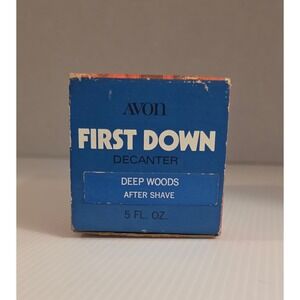 AVON
FIRST DOWN
DECANTER
DEEP WOODS
AFTER SHAVE
5 FL. OZ.